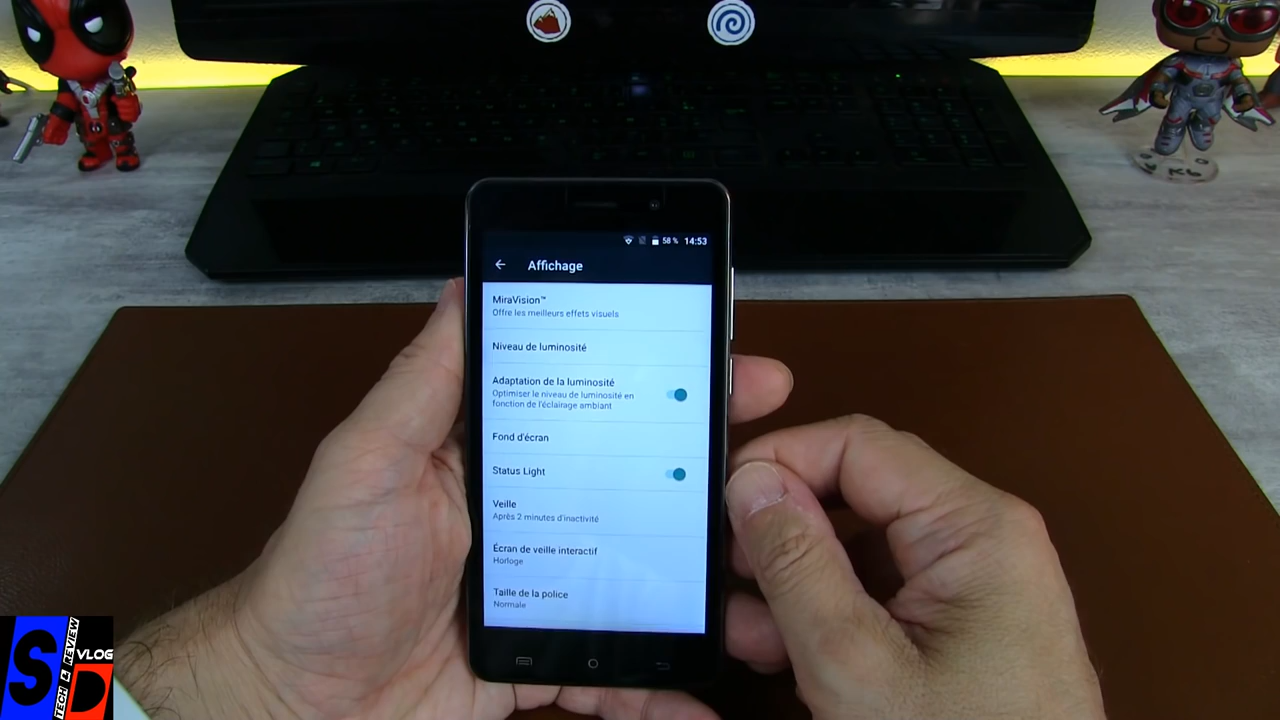 58 % 14:53
Affichage
MiraVision™
Offre les meilleurs effets visuels
Niveau de luminosité
Adaptation de la luminosité
Optimiser le niveau de luminosité en
fonction de l'éclairage ambiant
Fond d'écran
Status Light
Veille
Après 2 minutes d'inactivité
Écran de veille interactif
Horloge
Taille de la police
Normale
SD
TECH & REVIEW
VLOG